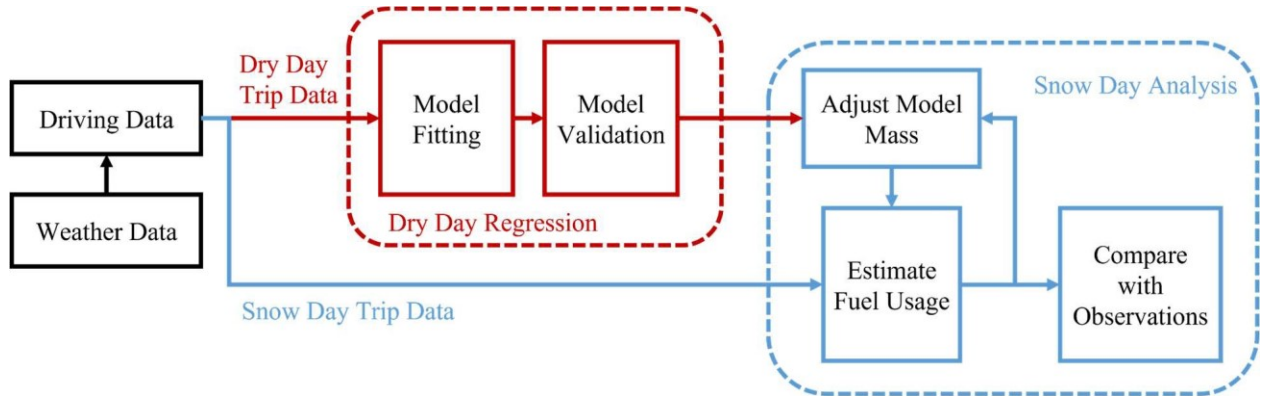 Driving Data
Weather Data
Dry Day
Trip Data
Model
Fitting
Model
Validation
Dry Day Regression
Snow Day Trip Data
Snow Day Analysis
Adjust Model
Mass
Estimate
Fuel Usage
Compare
with
Observations